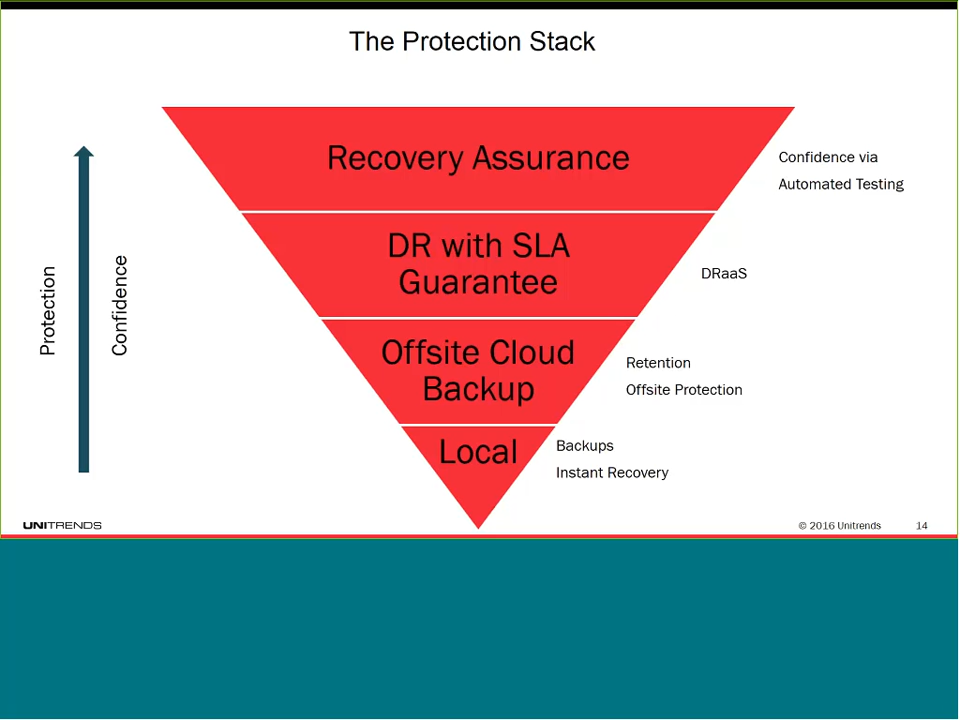 The Protection Stack
Recovery Assurance
Confidence via
Automated Testing
DR with SLA
Guarantee
DRaaS
Protection
Confidence
Offsite Cloud
Backup
Retention
Offsite Protection
Local
Backups
Instant Recovery
UNITRENDS
© 2016 Unitrends
14